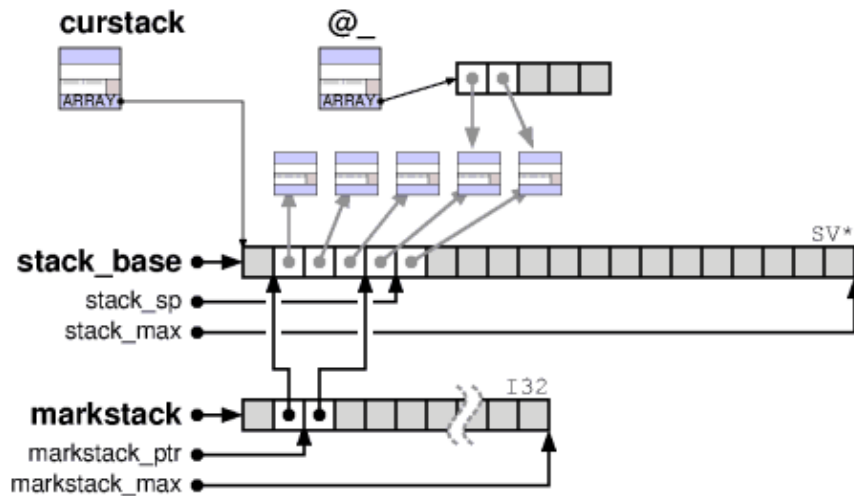 curstack @_
ARRAY ARRAY
SV*
stack_base
stack_sp
stack_max
I32
markstack
markstack_ptr
markstack_max